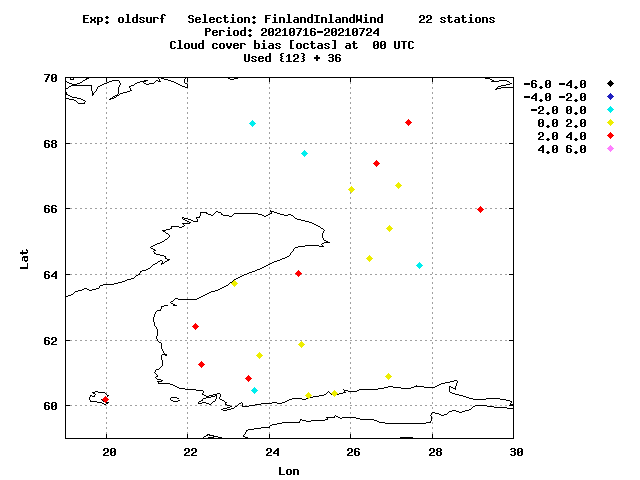 Exp: oldsurf Selection: FinlandInlandWind 22 stations
Period: 20210716-20210724
Cloud cover bias [octas] at 00 UTC
Used {12} + 36
70
68
66
64
62
60
Lat
20 22 24 26 28 30
Lon
-6.0 -4.0
-4.0 -2.0
-2.0 0.0
0.0 2.0
2.0 4.0
4.0 6.0